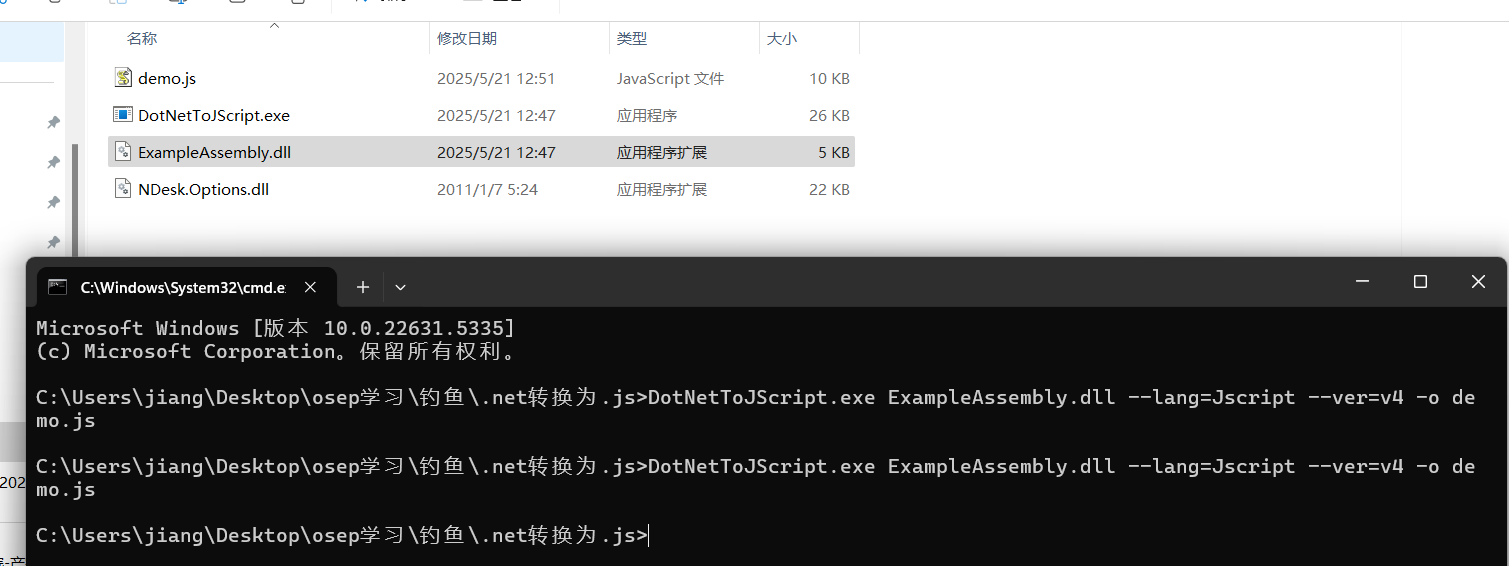 名称 修改日期 类型 大小
demo.js 2025/5/21 12:51 JavaScript 文件 10 KB
DotNetToJScript.exe 2025/5/21 12:47 应用程序 26 KB
ExampleAssembly.dll 2025/5/21 12:47 应用程序扩展 5 KB
NDesk.Options.dll 2011/1/7 5:24 应用程序扩展 22 KB
C:\Windows\System32\cmd.e
Microsoft Windows [版本 10.0.22631.5335]
(c) Microsoft Corporation。保留所有权利。
C:\Users\jiang\Desktop\osep学习\钓鱼\.net转换为.js>DotNetToJScript.exe ExampleAssembly.dll --lang=Jscript --ver=v4 -o de
mo.js
C:\Users\jiang\Desktop\osep学习\钓鱼\.net转换为.js>DotNetToJScript.exe ExampleAssembly.dll --lang=Jscript --ver=v4 -o de
mo.js
202
C:\Users\jiang\Desktop\osep学习\钓鱼\.net转换为.js>